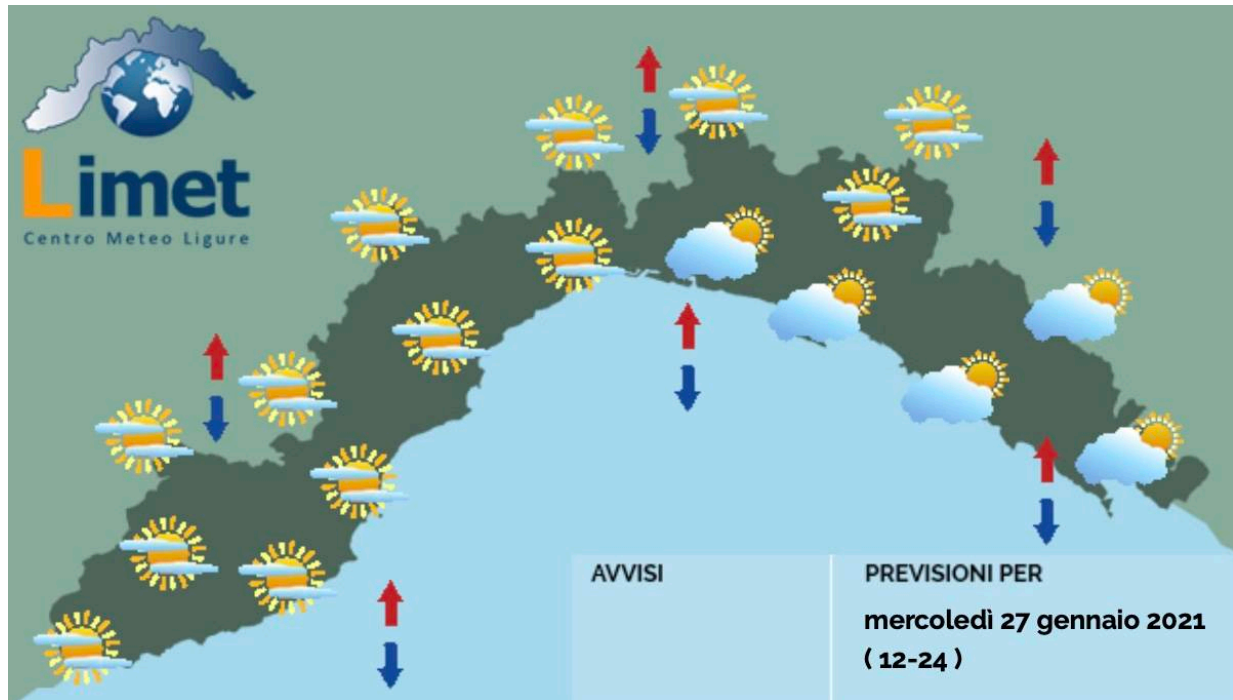 Limet
Centro Meteo Ligure
AVVISI
PREVISIONI PER
mercoledì 27 gennaio 2021
( 12-24 )